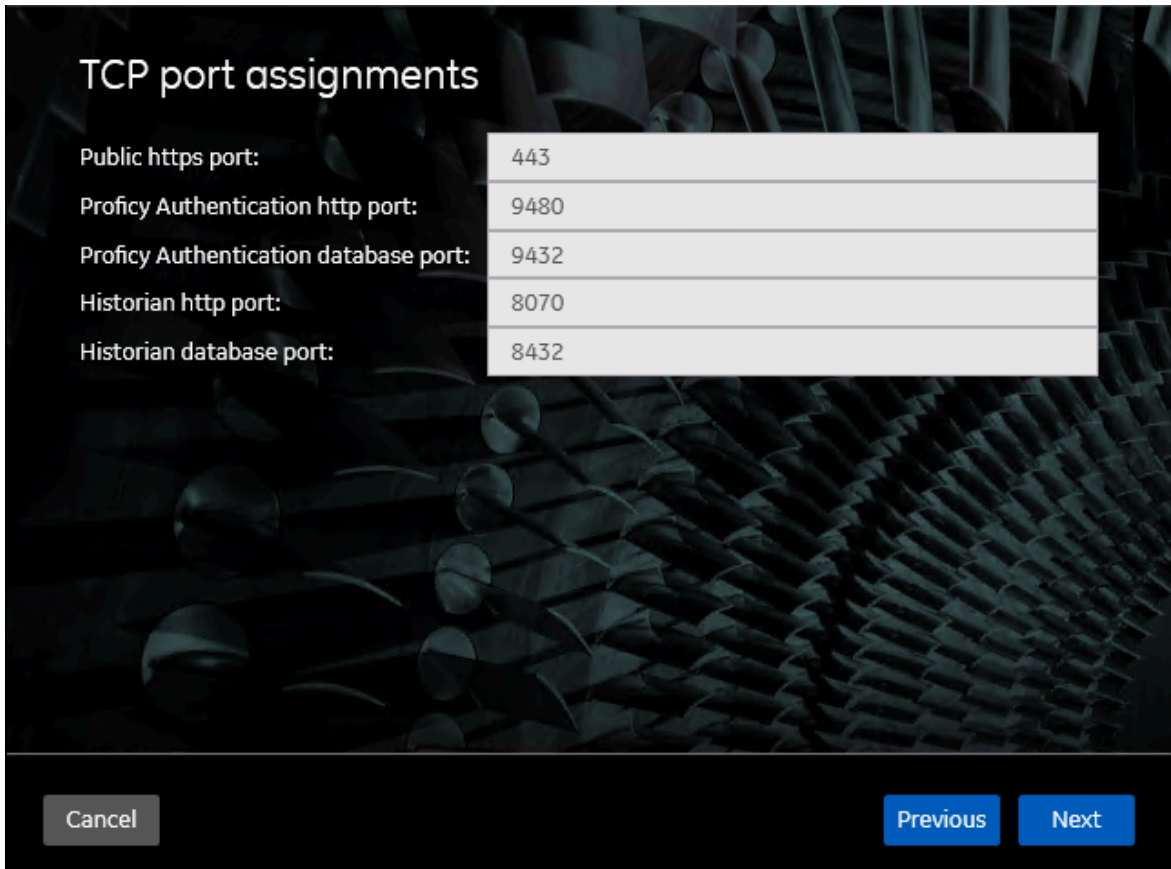 TCP port assignments
Public https port: 443
Proficy Authentication http port: 9480
Proficy Authentication database port: 9432
Historian http port: 8070
Historian database port: 8432
Cancel Previous Next